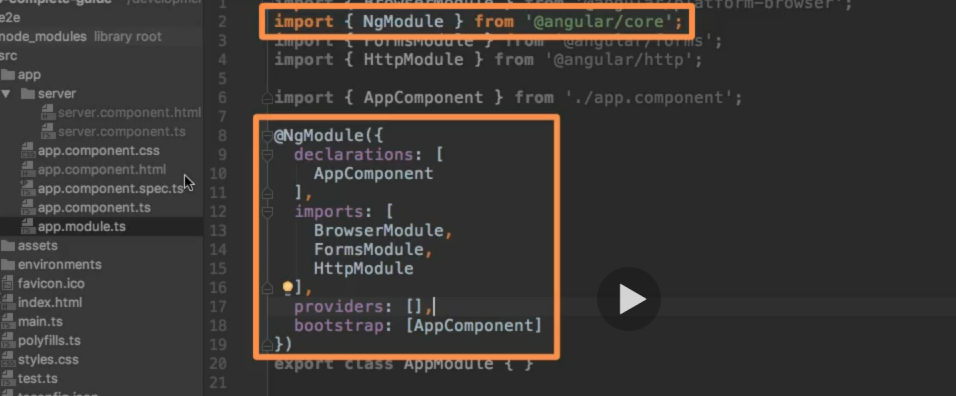 -complete-guide ~/developmen
e2e
node_modules library root
src
app
server
server.component.html
server.component.ts
app.component.css
app.component.html
app.component.spec.ts
app.component.ts
app.module.ts
assets
environments
favicon.ico
index.html
main.ts
polyfills.ts
styles.css
test.ts
tsconfig.json
1 import { BrowserModule } from '@angular/platform-browser';
2 import { NgModule } from '@angular/core';
3 import { FormsModule } from '@angular/forms';
4 import { HttpModule } from '@angular/http';
5
6 import { AppComponent } from './app.component';
7
8 @NgModule({
9 declarations: [
10 AppComponent
11 ],
12 imports: [
13 BrowserModule,
14 FormsModule,
15 HttpModule
16 ],
17 providers: [],
18 bootstrap: [AppComponent]
19 })
20 export class AppModule { }
21